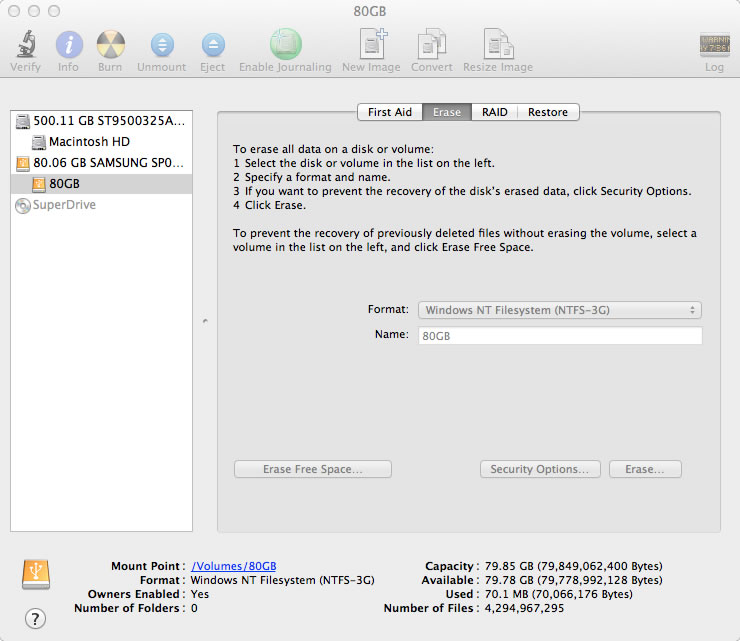 80GB
Verify Info Burn Unmount Eject Enable Journaling New Image Convert Resize Image Log
500.11 GB ST9500325A...
Macintosh HD
80.06 GB SAMSUNG SP0...
80GB
SuperDrive
First Aid Erase RAID Restore
To erase all data on a disk or volume:
1 Select the disk or volume in the list on the left.
2 Specify a format and name.
3 If you want to prevent the recovery of the disk's erased data, click Security Options.
4 Click Erase.
To prevent the recovery of previously deleted files without erasing the volume, select a
volume in the list on the left, and click Erase Free Space.
Format: Windows NT Filesystem (NTFS-3G)
Name: 80GB
Erase Free Space... Security Options... Erase...
Mount Point : /Volumes/80GB
Format : Windows NT Filesystem (NTFS-3G)
Owners Enabled : Yes
Number of Folders : 0
Capacity : 79.85 GB (79,849,062,400 Bytes)
Available : 79.78 GB (79,778,992,128 Bytes)
Used : 70.1 MB (70,066,176 Bytes)
Number of Files : 4,294,967,295
?